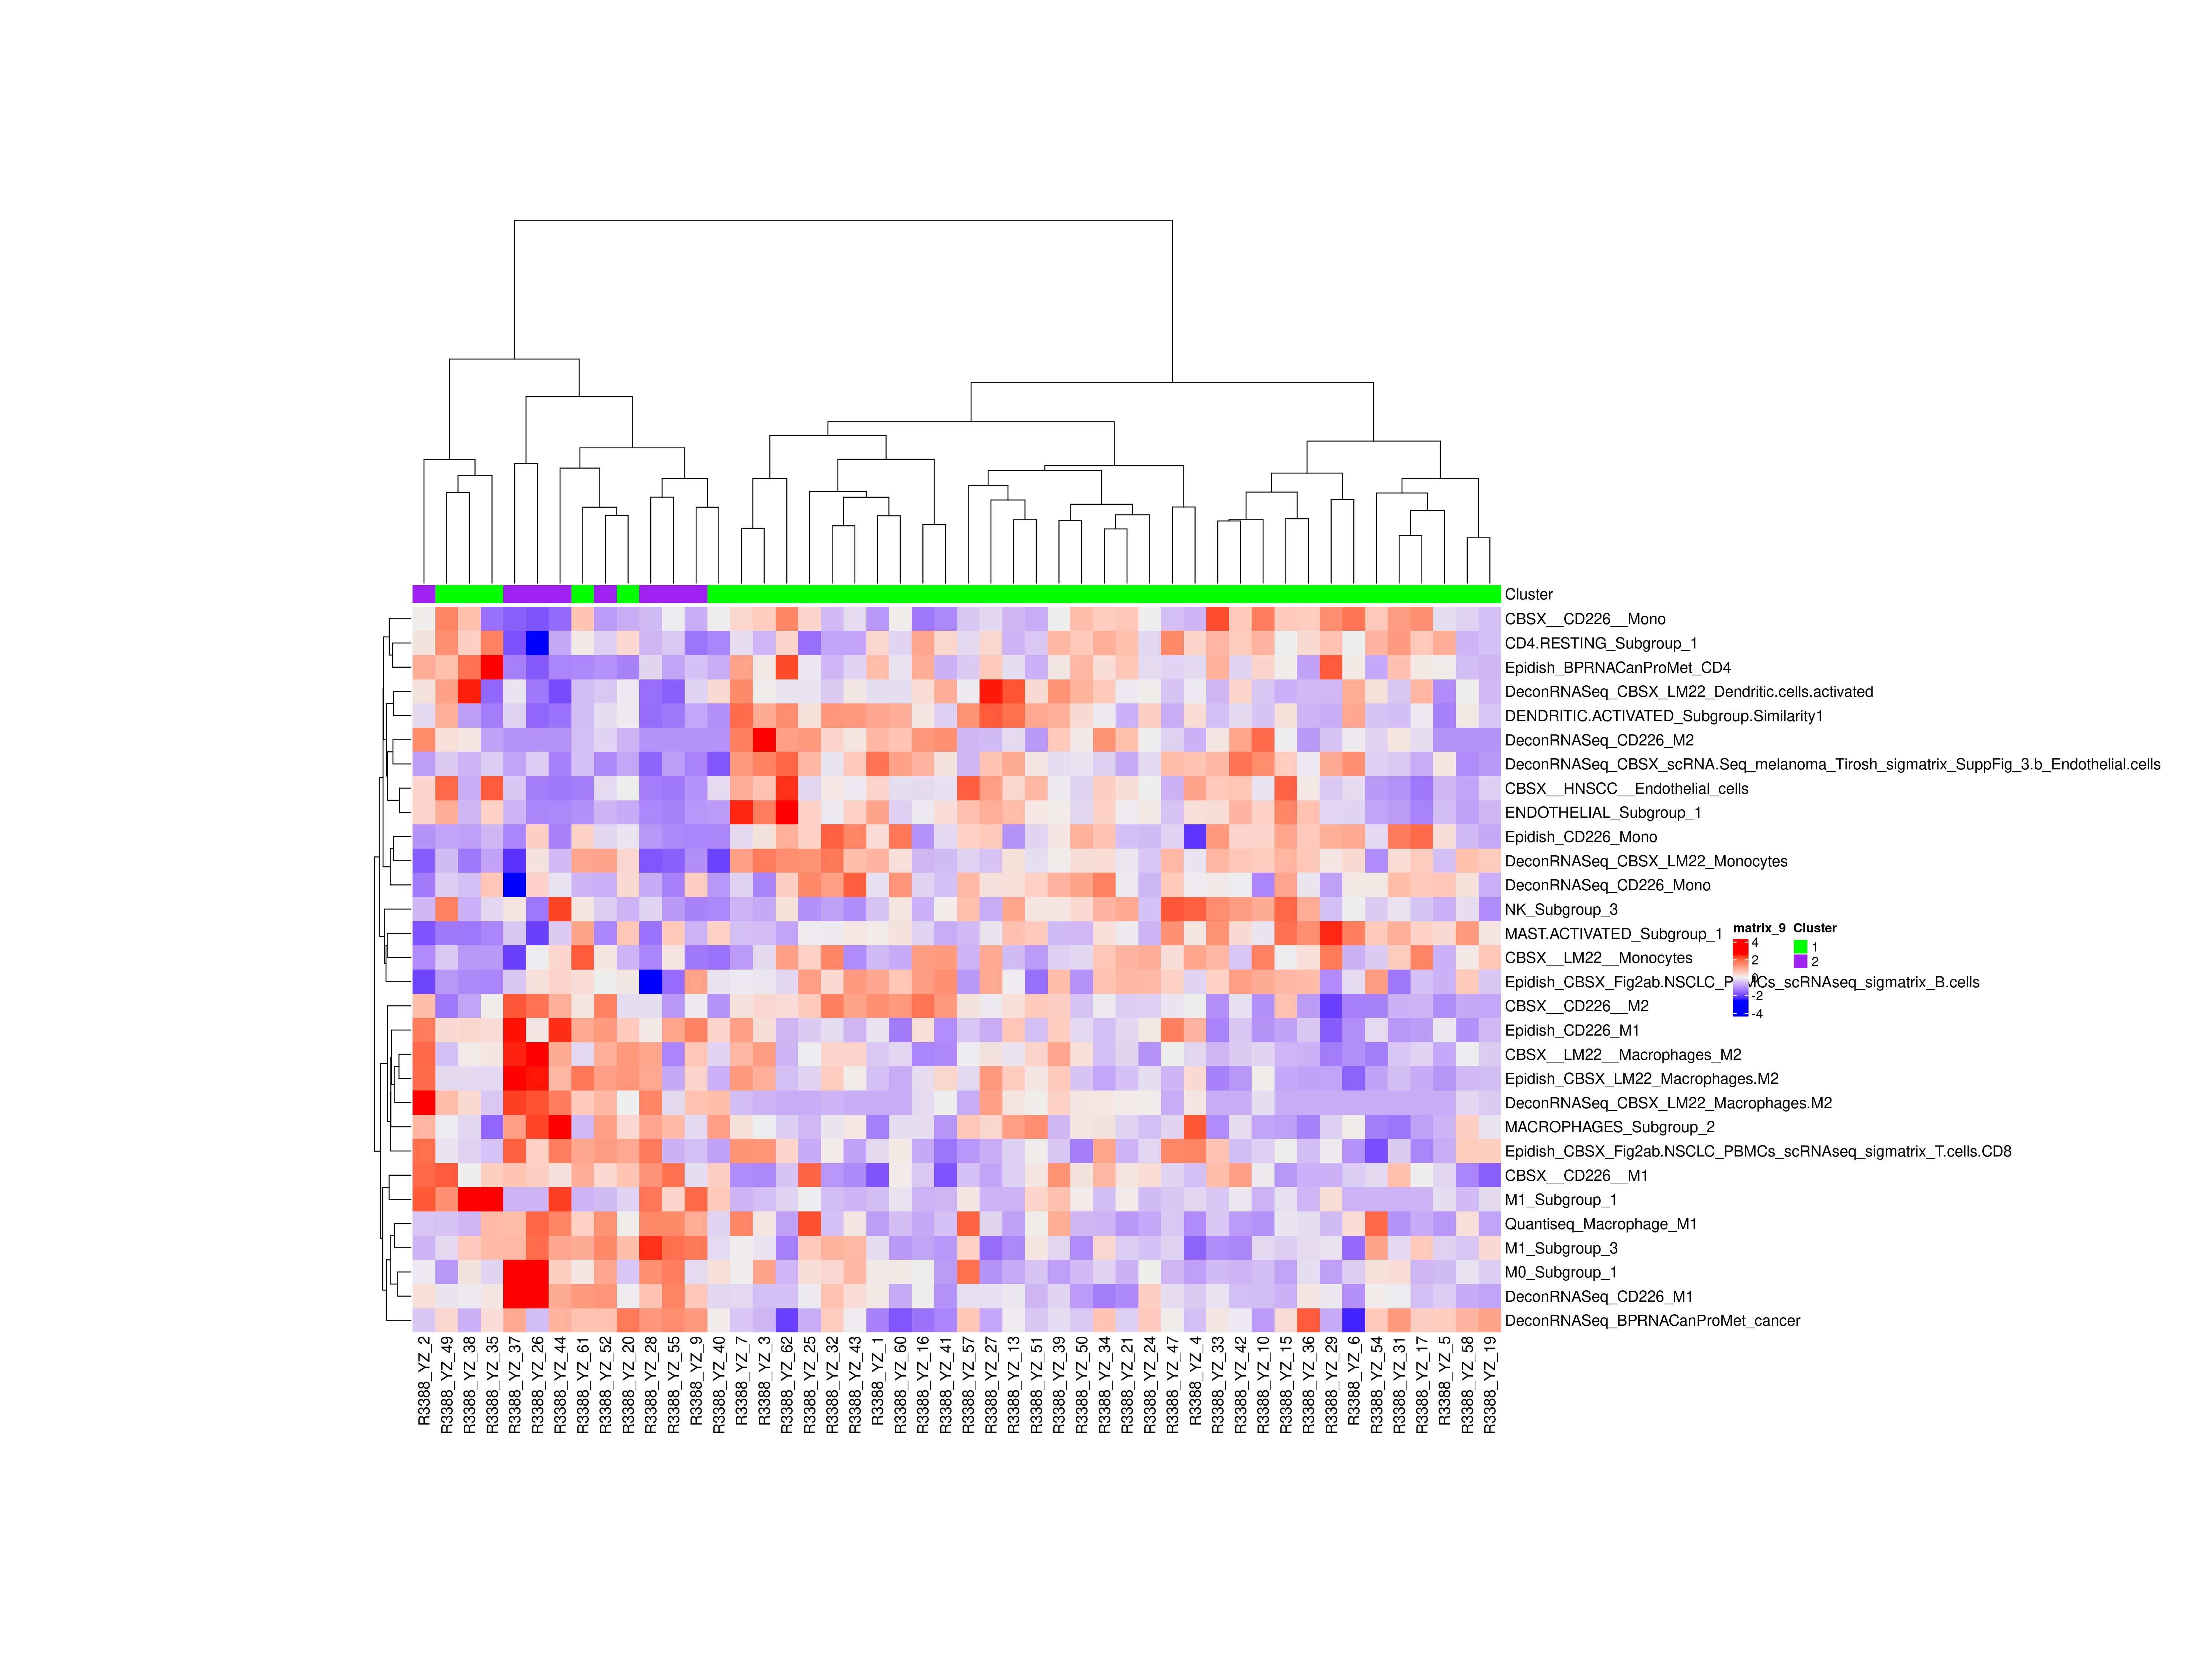 Cluster
CBSX__CD226__Mono
CD4.RESTING_Subgroup_1
Epidish_BPRNACanProMet_CD4
DeconRNASeq_CBSX_LM22_Dendritic.cells.activated
DENDRITIC.ACTIVATED_Subgroup.Similarity1
DeconRNASeq_CD226_M2
DeconRNASeq_CBSX_scRNA.Seq_melanoma_Tirosh_sigmatrix_SuppFig_3.b_Endothelial.cells
CBSX__HNSCC__Endothelial_cells
ENDOTHELIAL_Subgroup_1
Epidish_CD226_Mono
DeconRNASeq_CBSX_LM22_Monocytes
DeconRNASeq_CD226_Mono
NK_Subgroup_3
MAST.ACTIVATED_Subgroup_1
CBSX__LM22__Monocytes
Epidish_CBSX_Fig2ab.NSCLC_PBMCs_scRNAseq_sigmatrix_B.cells
CBSX__CD226__M2
Epidish_CD226_M1
CBSX__LM22__Macrophages_M2
Epidish_CBSX_LM22_Macrophages.M2
DeconRNASeq_CBSX_LM22_Macrophages.M2
MACROPHAGES_Subgroup_2
Epidish_CBSX_Fig2ab.NSCLC_PBMCs_scRNAseq_sigmatrix_T.cells.CD8
CBSX__CD226__M1
M1_Subgroup_1
Quantiseq_Macrophage_M1
M1_Subgroup_3
M0_Subgroup_1
DeconRNASeq_CD226_M1
DeconRNASeq_BPRNACanProMet_cancer
matrix_9
4
2
0
-2
-4
Cluster
1
2
R3388_YZ_2
R3388_YZ_49
R3388_YZ_38
R3388_YZ_35
R3388_YZ_37
R3388_YZ_26
R3388_YZ_44
R3388_YZ_61
R3388_YZ_52
R3388_YZ_20
R3388_YZ_28
R3388_YZ_55
R3388_YZ_9
R3388_YZ_40
R3388_YZ_7
R3388_YZ_3
R3388_YZ_62
R3388_YZ_25
R3388_YZ_32
R3388_YZ_43
R3388_YZ_1
R3388_YZ_60
R3388_YZ_16
R3388_YZ_41
R3388_YZ_57
R3388_YZ_27
R3388_YZ_13
R3388_YZ_51
R3388_YZ_39
R3388_YZ_50
R3388_YZ_34
R3388_YZ_21
R3388_YZ_24
R3388_YZ_47
R3388_YZ_4
R3388_YZ_33
R3388_YZ_42
R3388_YZ_10
R3388_YZ_15
R3388_YZ_36
R3388_YZ_29
R3388_YZ_6
R3388_YZ_54
R3388_YZ_31
R3388_YZ_17
R3388_YZ_5
R3388_YZ_58
R3388_YZ_19